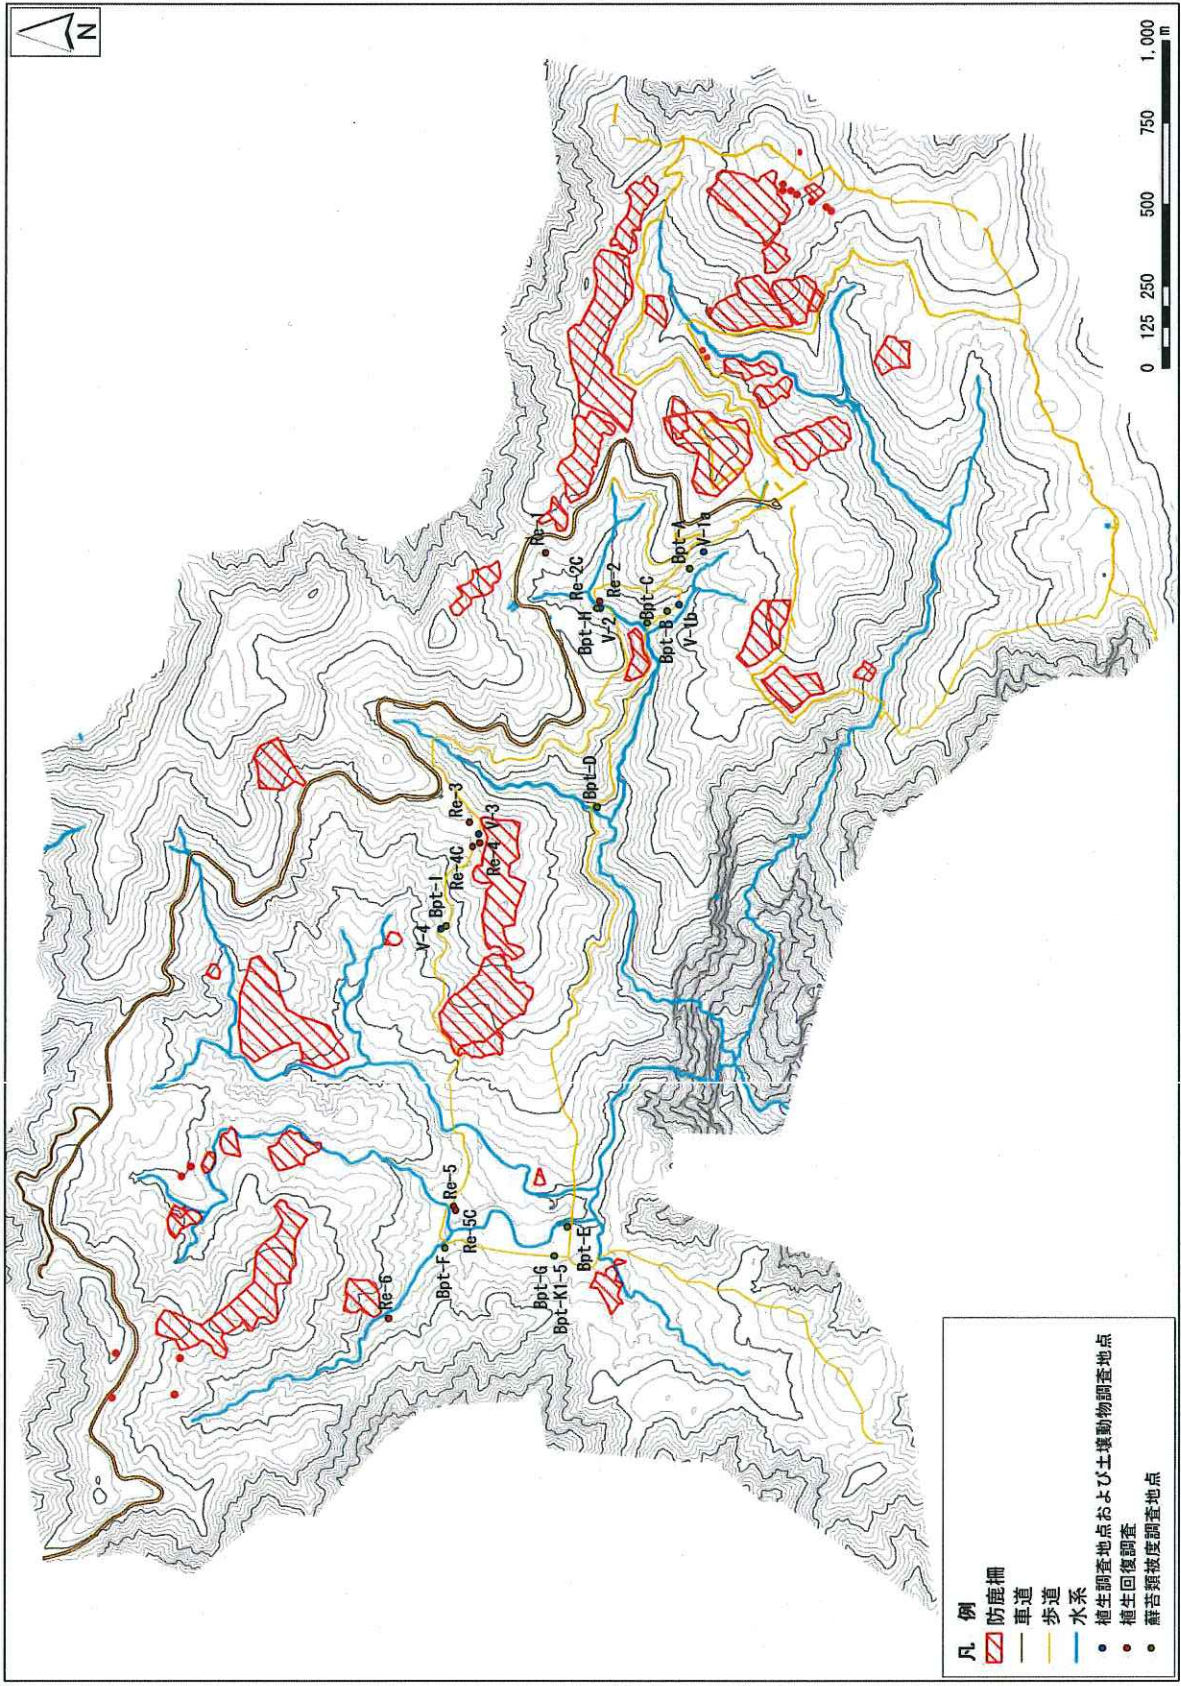 N
Re-1
Re-2C
Re-2
Bpt-H
V-2
Bpt-C
Bpt-A
V-1a
Bpt-B
V-1b
Bpt-D
Re-3
V-3
Re-4C
Re-4
Bpt-I
V-4
Re-5
Re-5C
Bpt-F
Re-6
Bpt-E
Bpt-G
Bpt-K1-5
凡 例
防鹿柵
車道
歩道
水系
植生調査地点および土壌動物調査地点
植生回復調査
蘚苔類被度調査地点
0 125 250 500 750 1,000
m